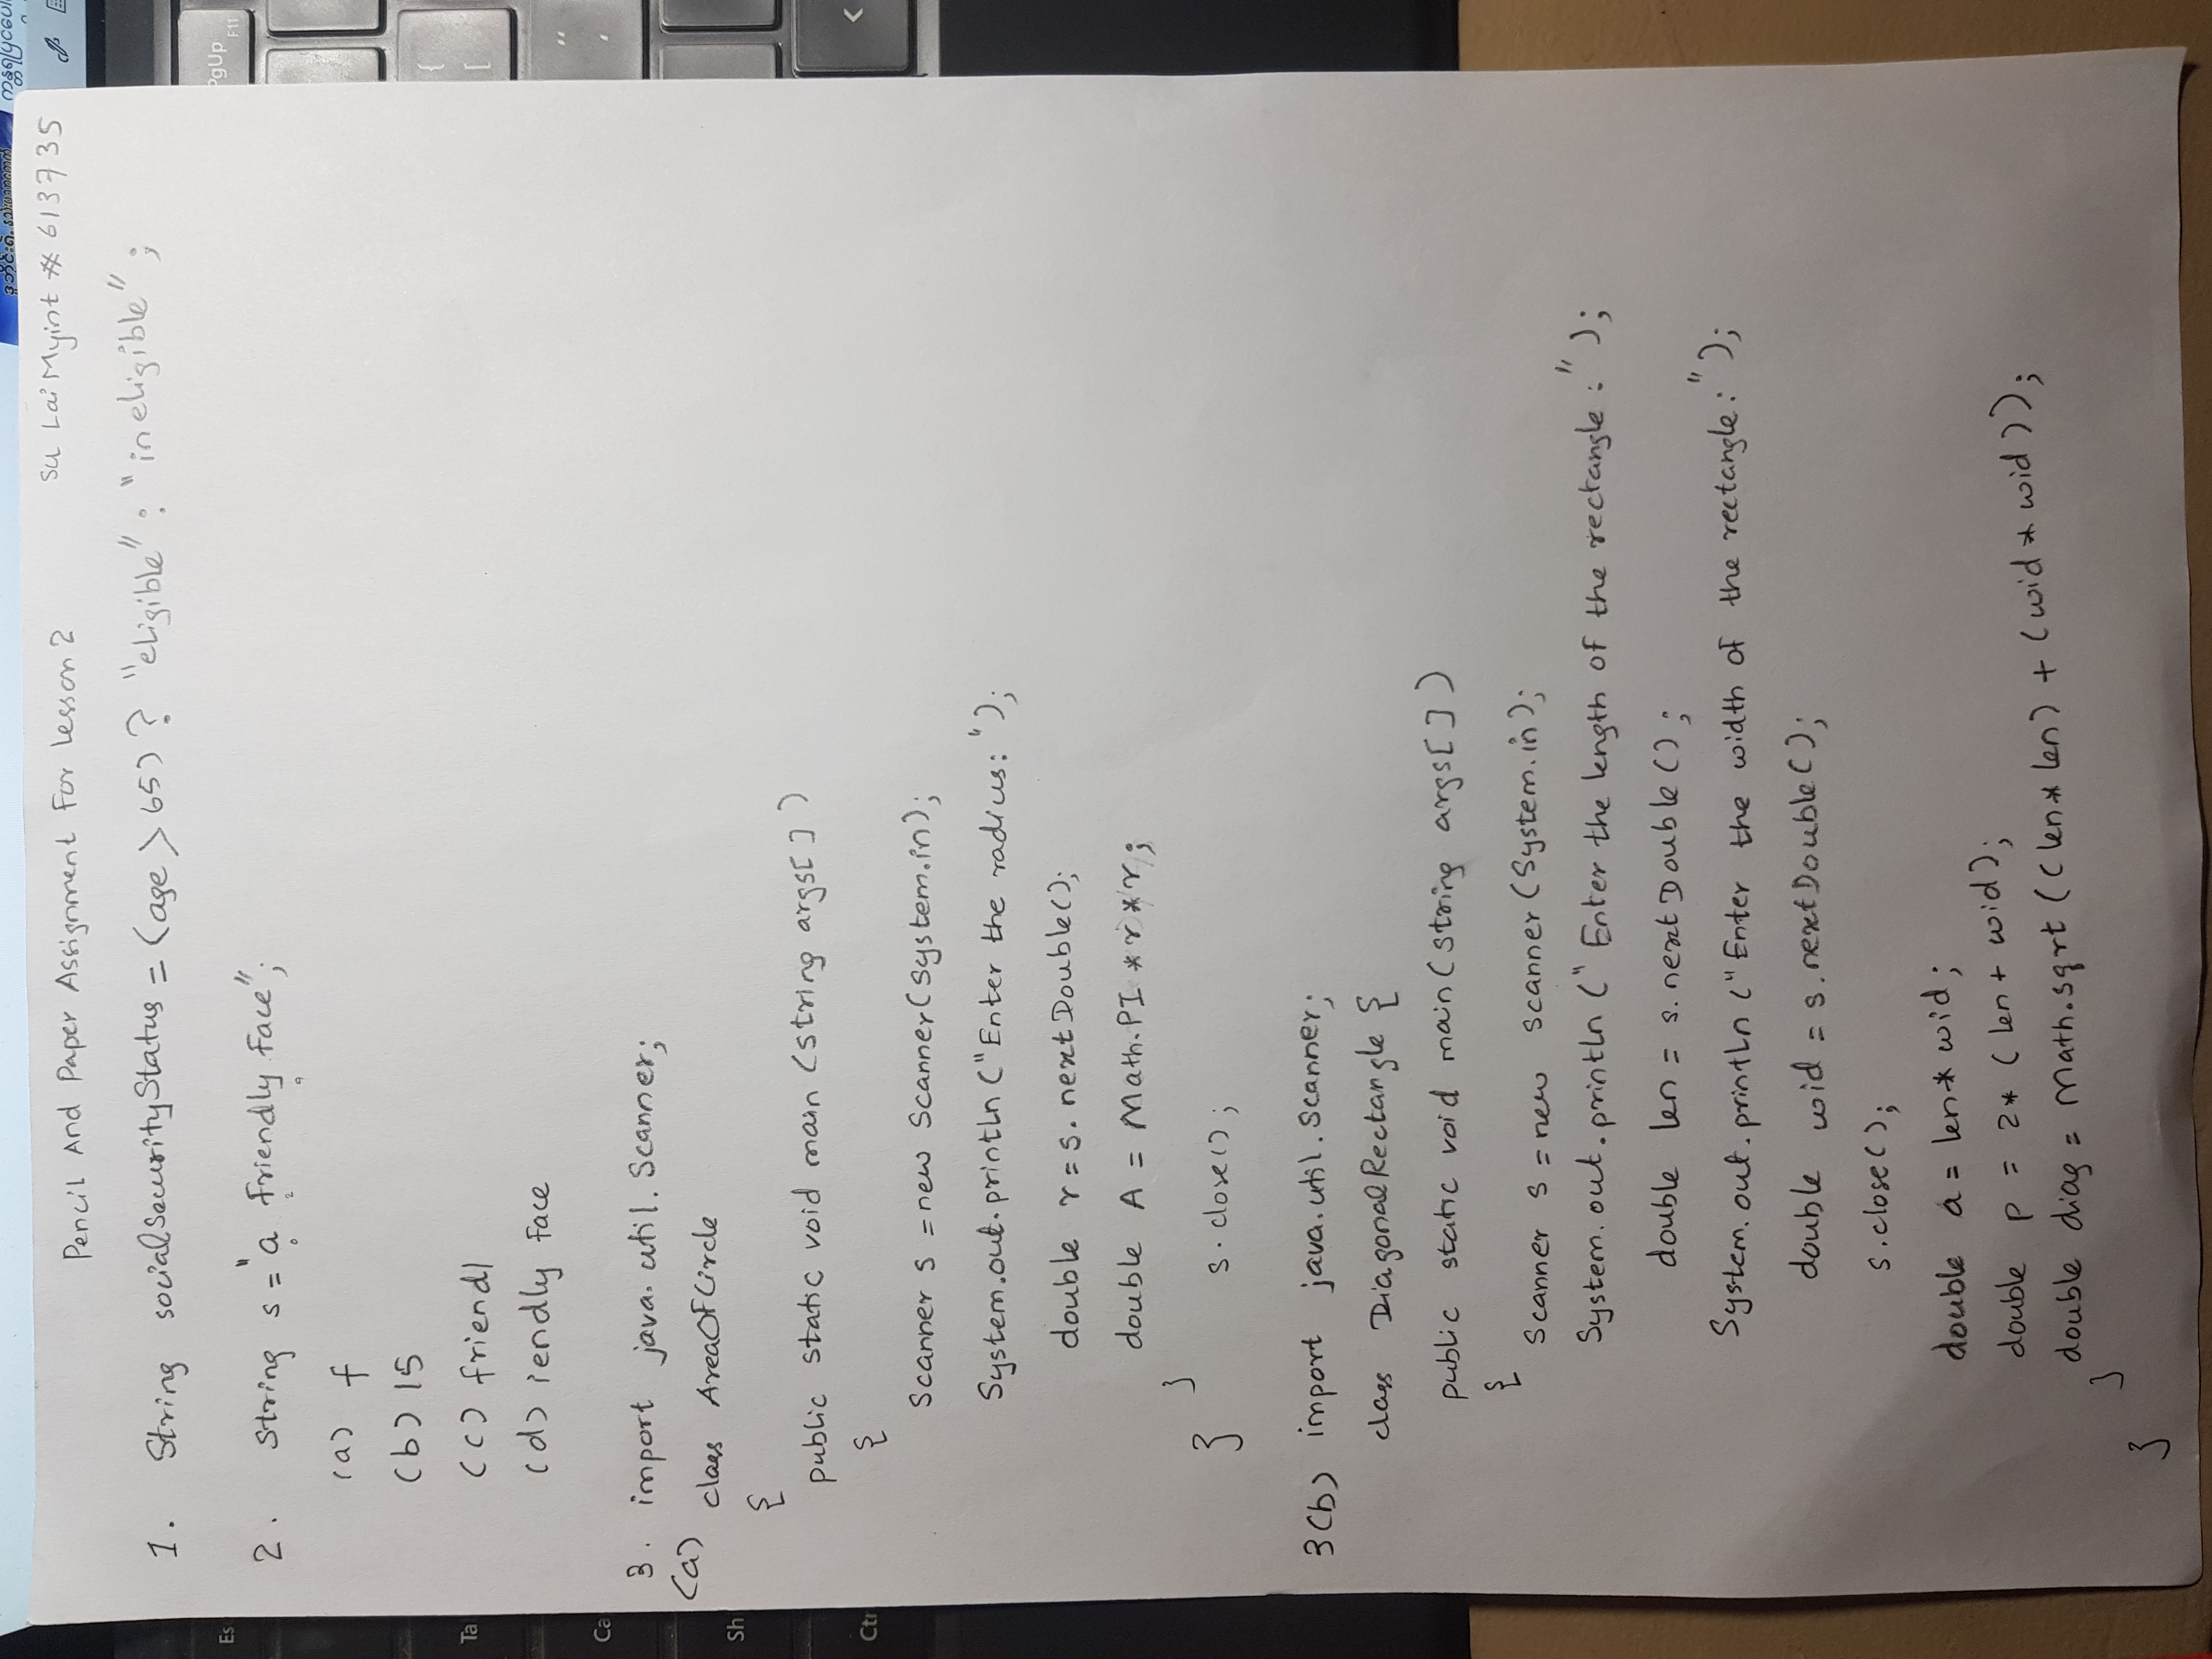 Pencil And Paper Assignment For Lesson 2
Su Lai Myint # 613735
1. String socialSecurityStatus = (age > 65) ? "eligible" : "ineligible" ;
2. String s = "a friendly face";
0 2 9
(a) f
(b) 15
(c) friendl
(d) iendly face
3. import java.util.Scanner;
(a)
class AreaOfCircle
{
public static void main (String args[])
{
Scanner s = new Scanner(System.in);
System.out.println("Enter the radius: ");
double r = s.nextDouble();
double A = Math.PI * r * r;
}
} s.close();
3(b) import java.util.Scanner;
class DiagonalRectangle {
public static void main(String args[])
{
Scanner s = new Scanner(System.in);
System.out.println(" Enter the length of the rectangle : ");
double len = s.nextDouble();
System.out.println("Enter the width of the rectangle: ");
double wid = s.nextDouble();
s.close();
double a = len * wid;
double p = 2 * (len + wid);
double diag = Math.sqrt((len * len) + (wid * wid));
}
}
Es
Ta
Ca
Sh
Ctr
PgUp
F11
{
[
"
'
<